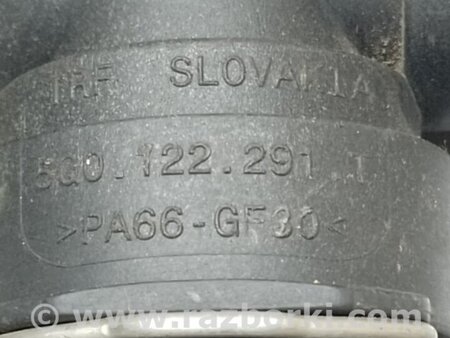 TRF SLOVAKIA
5Q0.122.291.T
>PA66-GF30<
© www.razborki.com